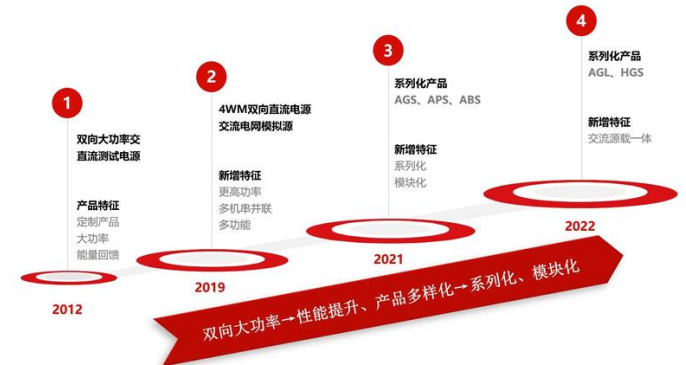 1
双向大功率交
直流测试电源
产品特征
定制产品
大功率
能量回馈
2012
2
4WM双向直流电源
交流电网模拟源
新增特征
更高功率
多机串并联
多功能
2019
3
系列化产品
AGS、APS、ABS
新增特征
系列化
模块化
2021
4
系列化产品
AGL、HGS
新增特征
交流源载一体
2022
双向大功率→性能提升、产品多样化→系列化、模块化